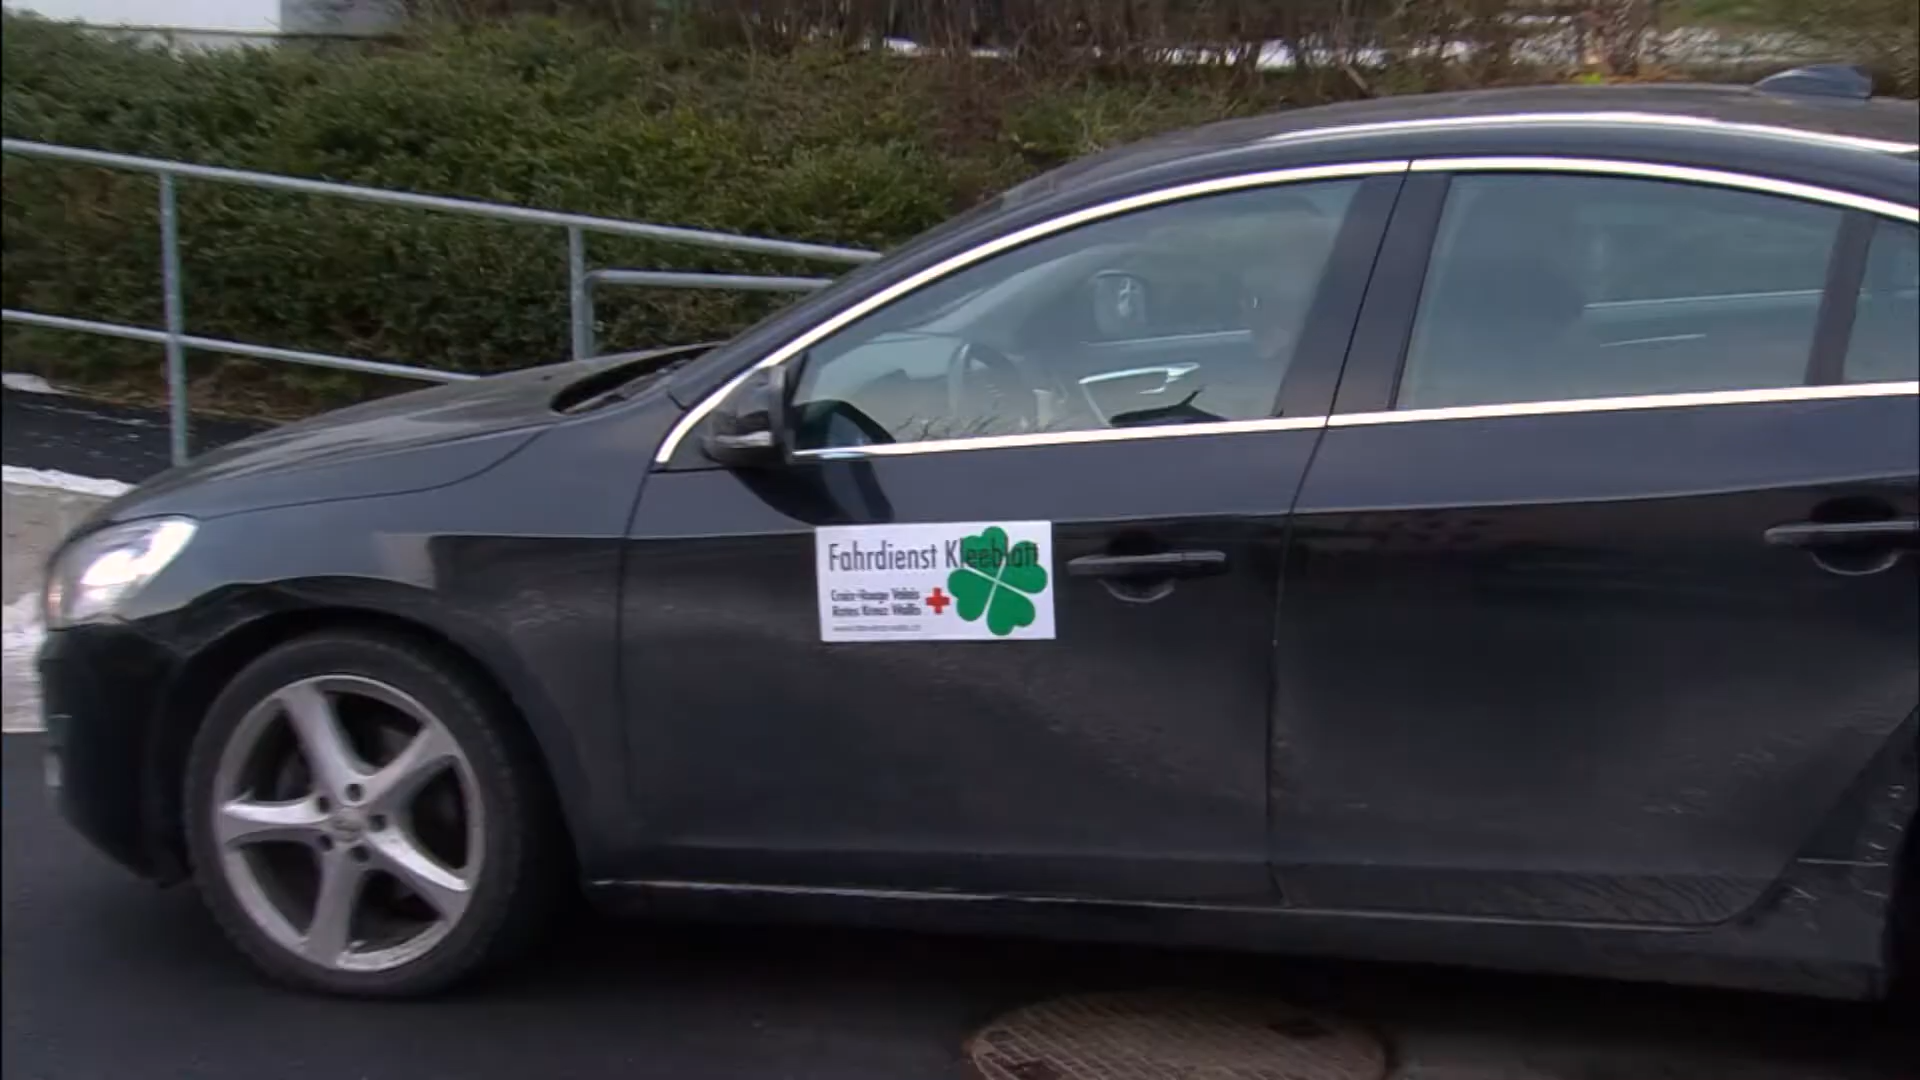 Fahrdienst Kleeblatt
Croix-Rouge Valais
Rotes Kreuz Wallis